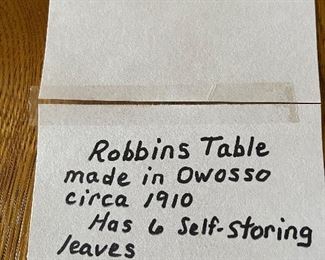 Robbins Table
made in Owosso
circa 1910
Has 6 Self-Storing
leaves